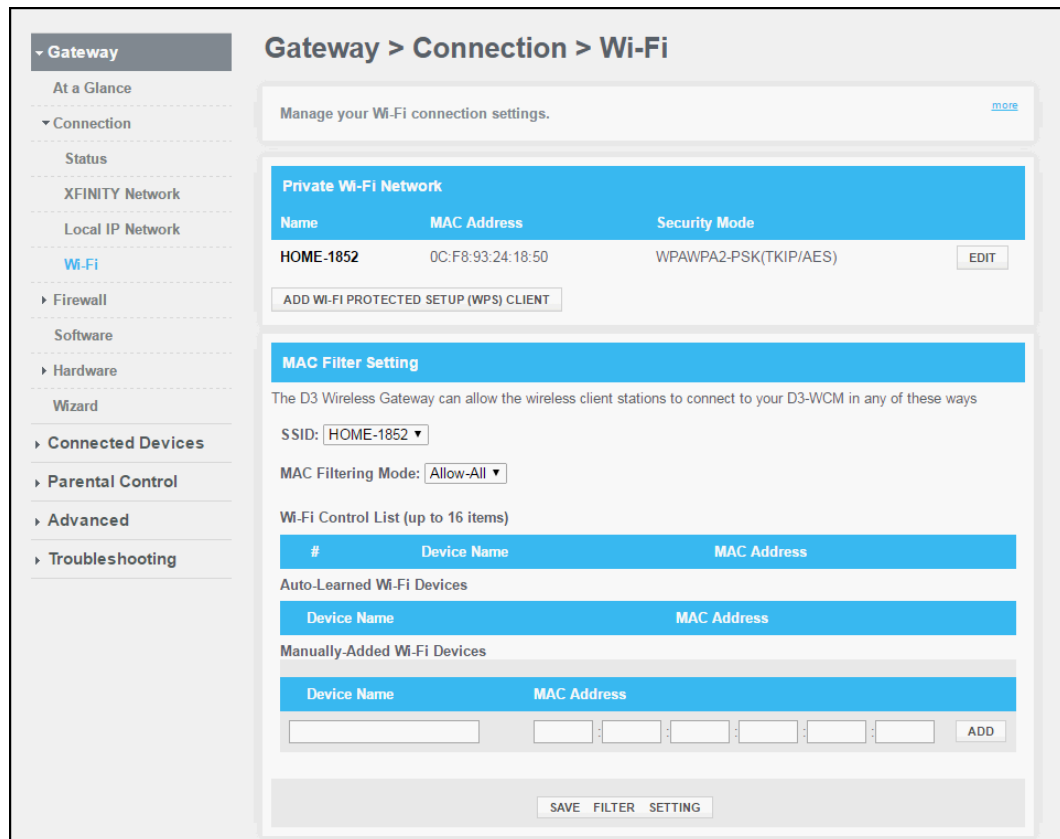 Gateway
At a Glance
Connection
Status
XFINITY Network
Local IP Network
Wi-Fi
Firewall
Software
Hardware
Wizard
Connected Devices
Parental Control
Advanced
Troubleshooting
Gateway > Connection > Wi-Fi
Manage your Wi-Fi connection settings.
more
Private Wi-Fi Network
Name MAC Address Security Mode
HOME-1852 0C:F8:93:24:18:50 WPAWPA2-PSK(TKIP/AES) EDIT
ADD WI-FI PROTECTED SETUP (WPS) CLIENT
MAC Filter Setting
The D3 Wireless Gateway can allow the wireless client stations to connect to your D3-WCM in any of these ways
SSID: HOME-1852
MAC Filtering Mode: Allow-All
Wi-Fi Control List (up to 16 items)
# Device Name MAC Address
Auto-Learned Wi-Fi Devices
Device Name MAC Address
Manually-Added Wi-Fi Devices
Device Name MAC Address
: : : : : ADD
SAVE FILTER SETTING